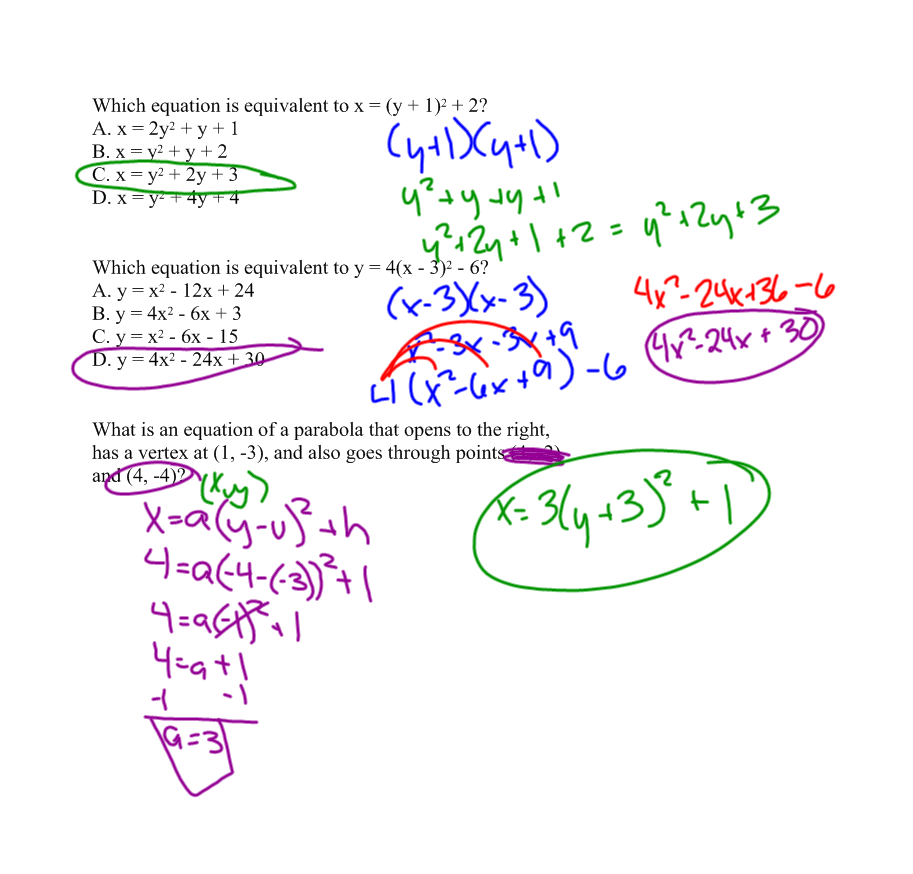 Which equation is equivalent to x = (y + 1)² + 2?
A. x = 2y² + y + 1
B. x = y² + y + 2
C. x = y² + 2y + 3
D. x = y² + 4y + 4
(y+1)(y+1)
y²+y+y+1
y²+2y+1+2 = y²+2y+3
Which equation is equivalent to y = 4(x - 3)² - 6?
A. y = x² - 12x + 24
B. y = 4x² - 6x + 3
C. y = x² - 6x - 15
D. y = 4x² - 24x + 30
(x-3)(x-3)
x²-3x-3x+9
4(x²-6x+9)-6
4x²-24x+36-6
4x²-24x+30
What is an equation of a parabola that opens to the right,
has a vertex at (1, -3), and also goes through points
and (4, -4)?
(x,y)
x=a(y-v)²+h
4=a(-4-(-3))²+1
4=a(-1)²+1
4=a+1
-1 -1
a=3
x=3(y+3)²+1